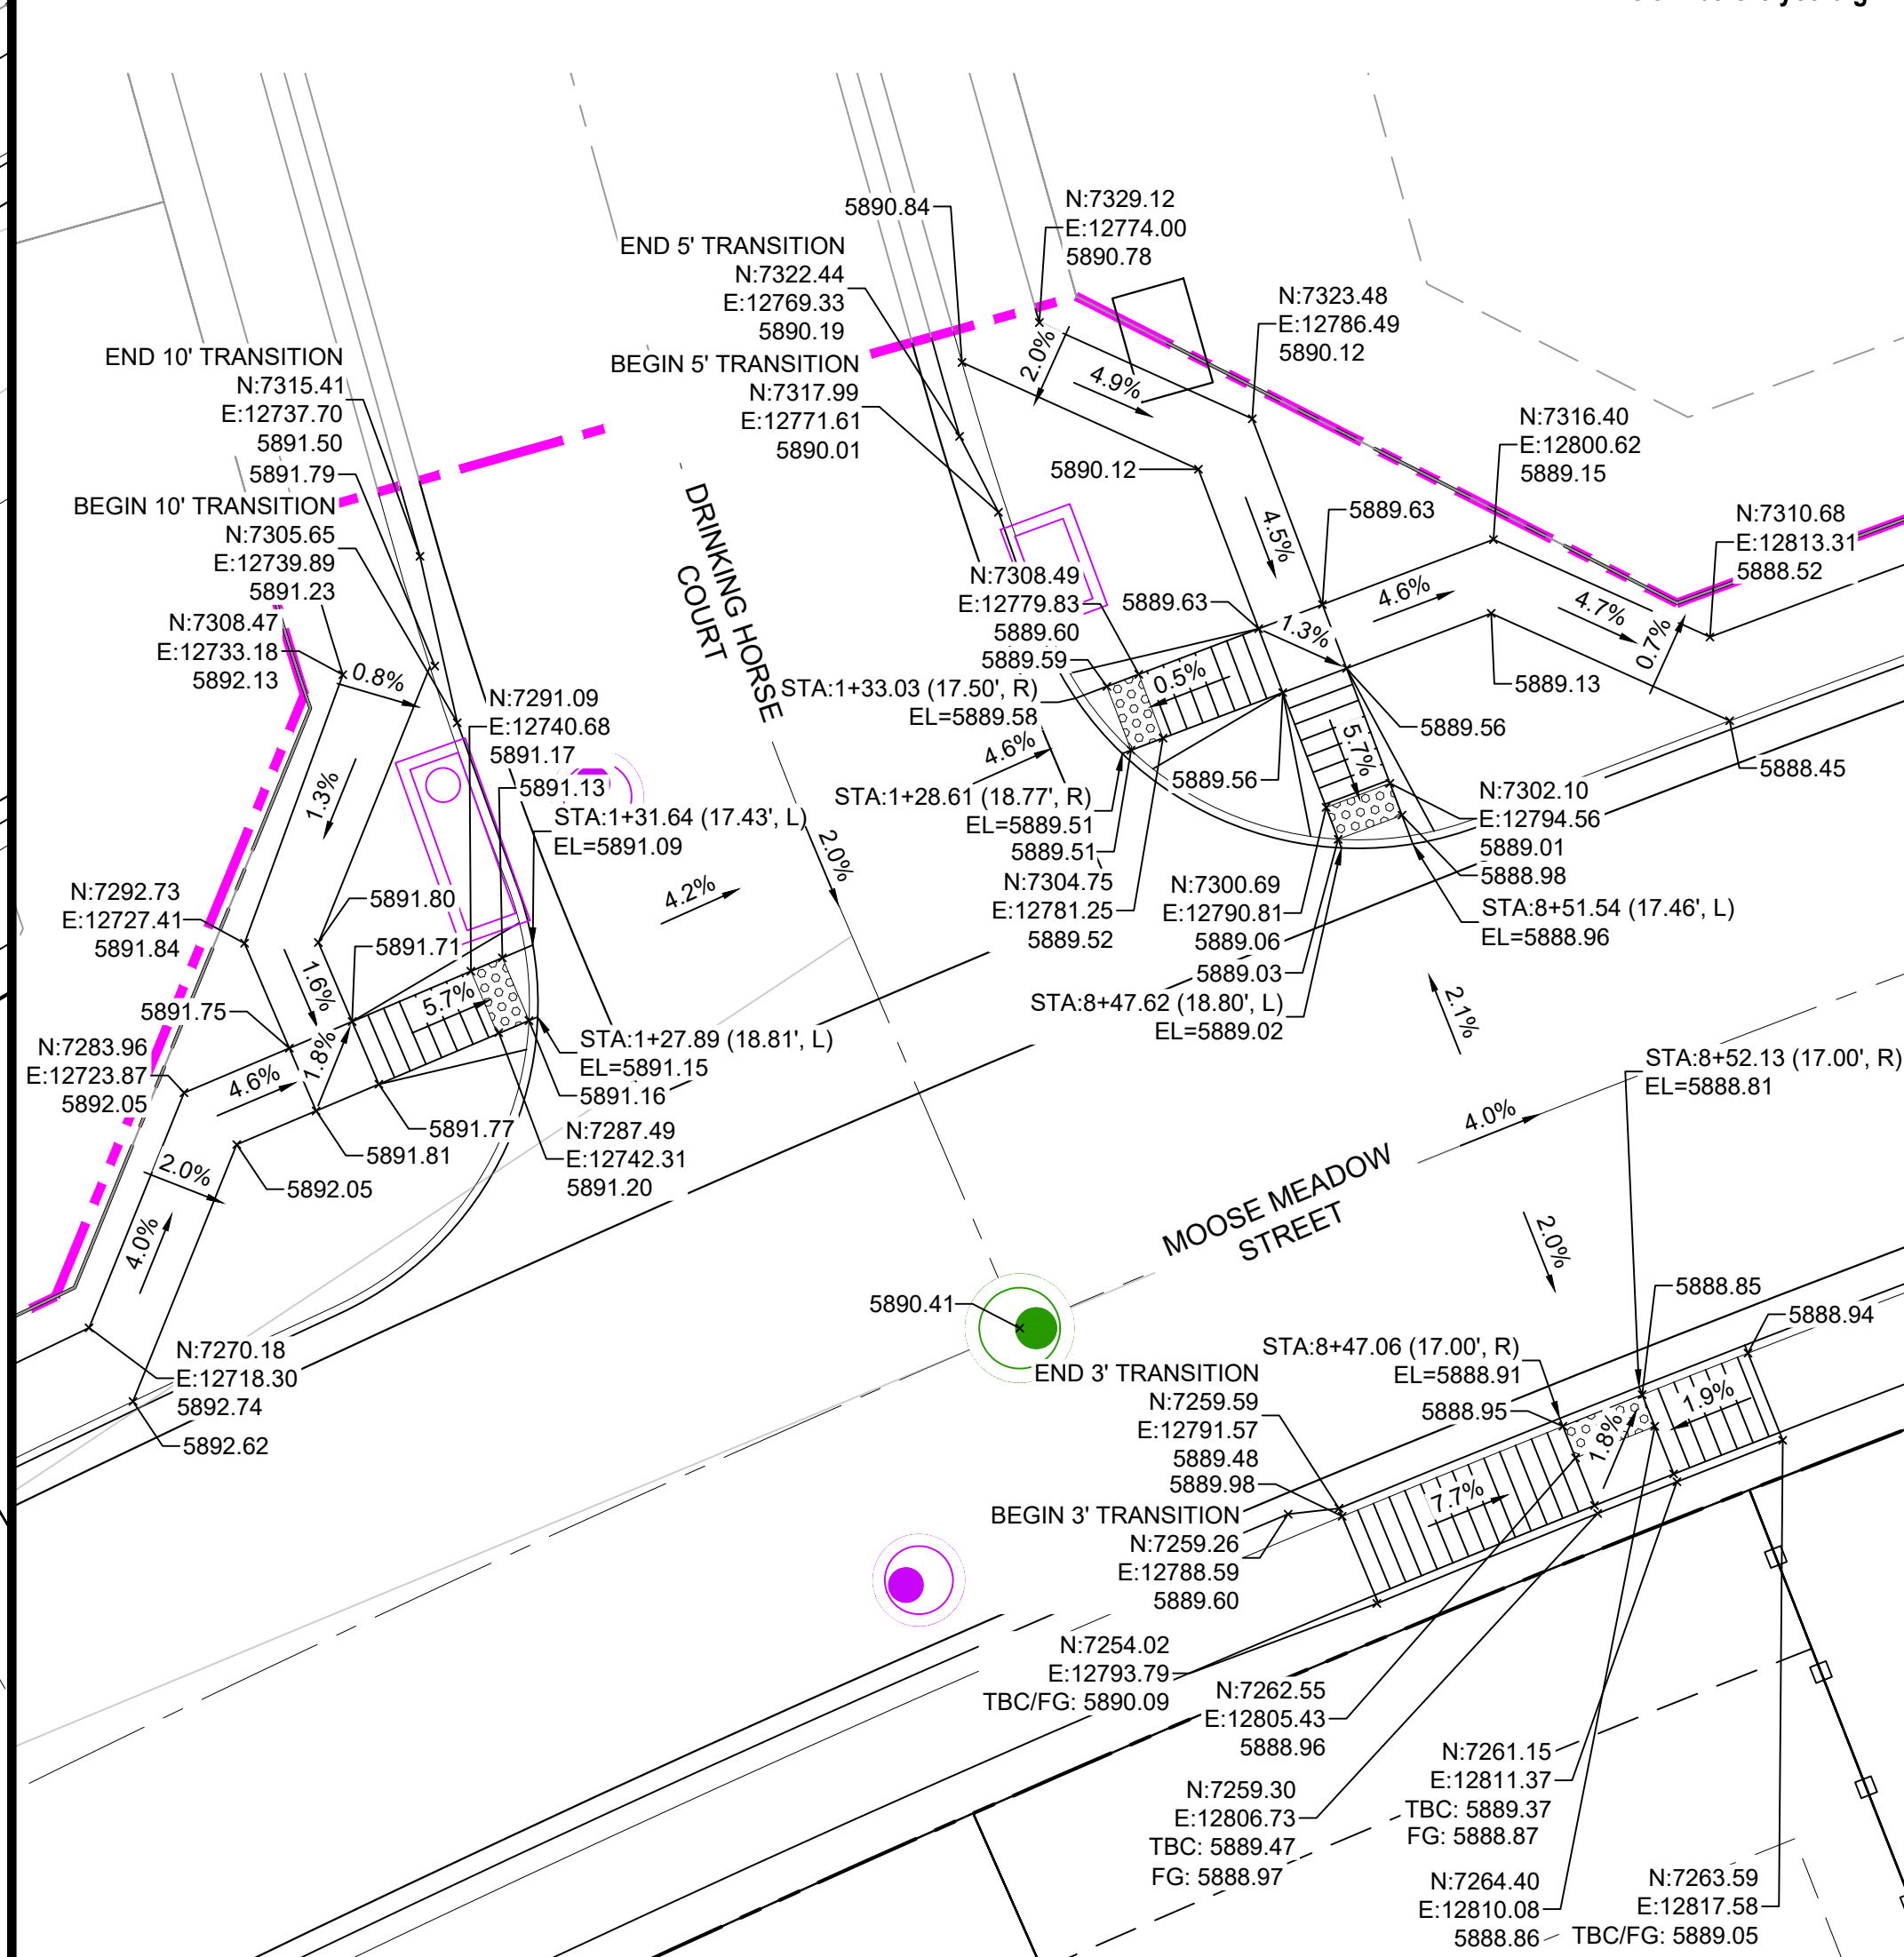 5890.84
N:7329.12
E:12774.00
5890.78
END 5' TRANSITION
N:7322.44
E:12769.33
5890.19
BEGIN 5' TRANSITION
N:7317.99
E:12771.61
5890.01
N:7323.48
E:12786.49
5890.12
2.0%
4.9%
END 10' TRANSITION
N:7315.41
E:12737.70
5891.50
5891.79
BEGIN 10' TRANSITION
N:7305.65
E:12739.89
5891.23
N:7308.47
E:12733.18
5892.13
0.8%
DRINKING HORSE
COURT
5890.12
4.5%
5889.63
N:7316.40
E:12800.62
5889.15
N:7310.68
E:12813.31
5888.52
N:7308.49
E:12779.83
5889.60
5889.59
5889.63
1.3%
4.6%
4.7%
0.7%
STA:1+33.03 (17.50', R)
EL=5889.58
0.5%
5889.13
5889.56
5888.45
N:7291.09
E:12740.68
5891.17
5891.13
STA:1+31.64 (17.43', L)
EL=5891.09
1.3%
4.6%
5.7%
5889.56
STA:1+28.61 (18.77', R)
EL=5889.51
5889.51
N:7304.75
E:12781.25
5889.52
N:7302.10
E:12794.56
5889.01
5888.98
STA:8+51.54 (17.46', L)
EL=5888.96
2.0%
4.2%
N:7292.73
E:12727.41
5891.84
5891.80
5891.71
1.6%
5.7%
N:7300.69
E:12790.81
5889.06
5889.03
STA:8+47.62 (18.80', L)
EL=5889.02
2.1%
5891.75
N:7283.96
E:12723.87
5892.05
4.6%
1.8%
STA:1+27.89 (18.81', L)
EL=5891.15
5891.16
5891.77
5891.81
N:7287.49
E:12742.31
5891.20
2.0%
5892.05
4.0%
STA:8+52.13 (17.00', R)
EL=5888.81
4.0%
MOOSE MEADOW
STREET
2.0%
5890.41
5888.85
5888.94
N:7270.18
E:12718.30
5892.74
5892.62
STA:8+47.06 (17.00', R)
EL=5888.91
5888.95
1.8%
1.9%
END 3' TRANSITION
N:7259.59
E:12791.57
5889.48
5889.98
BEGIN 3' TRANSITION
N:7259.26
E:12788.59
5889.60
7.7%
N:7254.02
E:12793.79
TBC/FG: 5890.09
N:7262.55
E:12805.43
5888.96
N:7259.30
E:12806.73
TBC: 5889.47
FG: 5888.97
N:7261.15
E:12811.37
TBC: 5889.37
FG: 5888.87
N:7264.40
E:12810.08
5888.86
N:7263.59
E:12817.58
TBC/FG: 5889.05